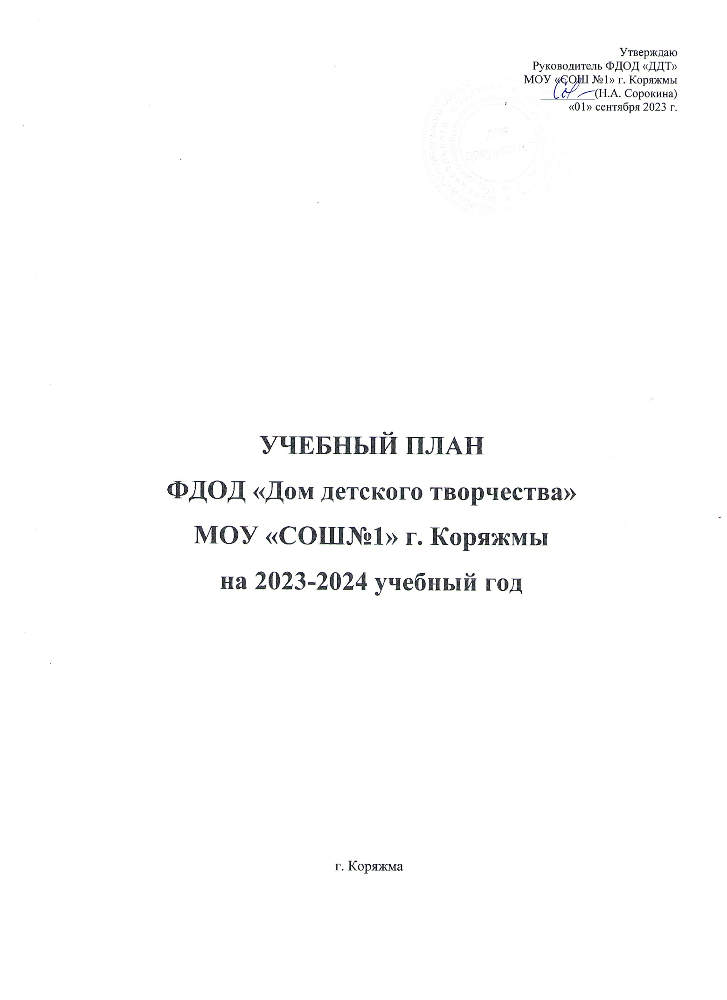 Утверждаю
Руководитель ФДОД «ДДТ»
МОУ «СОШ №1» г. Коряжмы
(Н.А. Сорокина)
«01» сентября 2023 г.
для
документов
УЧЕБНЫЙ ПЛАН
ФДОД «Дом детского творчества»
МОУ «СОШ№1» г. Коряжмы
на 2023-2024 учебный год
г. Коряжма